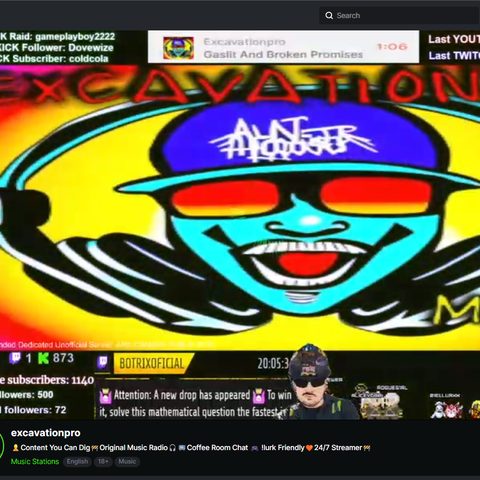 Search
K Raid: gameplayboy2222
KICK Follower: Dovewize
CK Subscriber: coldcola
Excavationpro
Gaslit And Broken Promises
1:06
Last YOUT
Last TWIT
EXCAVATION
M
1 K 873
BOTRIXOFICIAL
20:05:3
e subscribers: 1140
llowers: 500
l followers: 72
Attention: A new drop has appeared To win
it, solve this mathematical question the fastest
ROGUEGIRL
excavationpro
Content You Can Dig Original Music Radio Coffee Room Chat !lurk Friendly 24/7 Streamer
Music Stations English 18+ Music